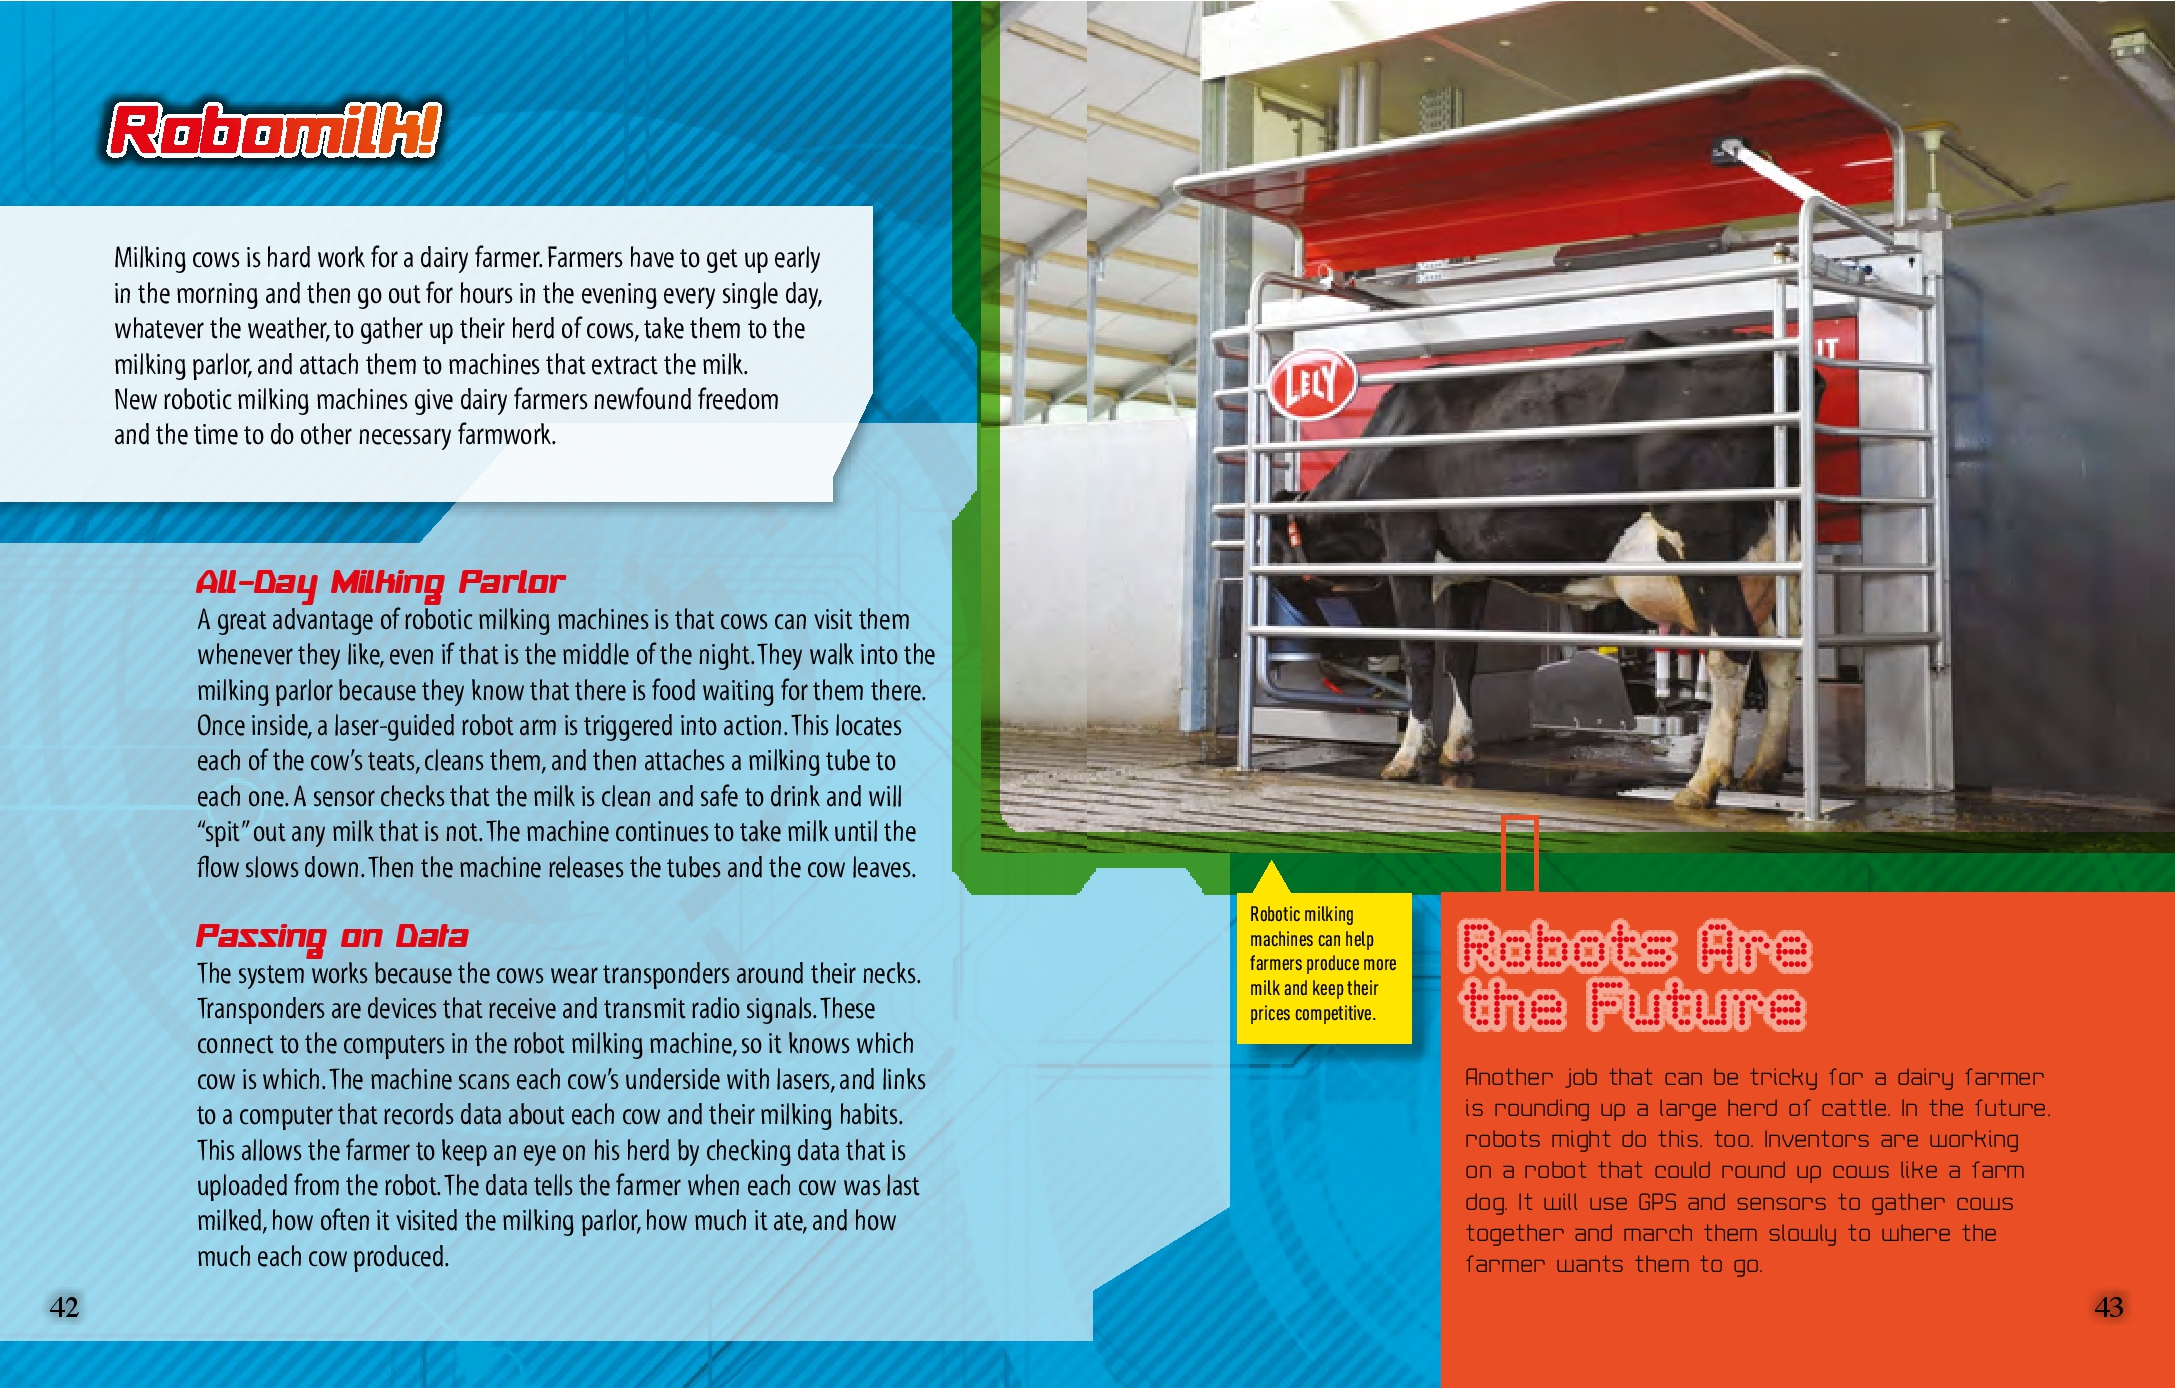 Robomilk!
Milking cows is hard work for a dairy farmer. Farmers have to get up early
in the morning and then go out for hours in the evening every single day,
whatever the weather, to gather up their herd of cows, take them to the
milking parlor, and attach them to machines that extract the milk.
New robotic milking machines give dairy farmers newfound freedom
and the time to do other necessary farmwork.
All-Day Milking Parlor
A great advantage of robotic milking machines is that cows can visit them
whenever they like, even if that is the middle of the night. They walk into the
milking parlor because they know that there is food waiting for them there.
Once inside, a laser-guided robot arm is triggered into action. This locates
each of the cow’s teats, cleans them, and then attaches a milking tube to
each one. A sensor checks that the milk is clean and safe to drink and will
“spit” out any milk that is not. The machine continues to take milk until the
flow slows down. Then the machine releases the tubes and the cow leaves.
Passing on Data
The system works because the cows wear transponders around their necks.
Transponders are devices that receive and transmit radio signals. These
connect to the computers in the robot milking machine, so it knows which
cow is which. The machine scans each cow’s underside with lasers, and links
to a computer that records data about each cow and their milking habits.
This allows the farmer to keep an eye on his herd by checking data that is
uploaded from the robot. The data tells the farmer when each cow was last
milked, how often it visited the milking parlor, how much it ate, and how
much each cow produced.
42
LELY
Robotic milking
machines can help
farmers produce more
milk and keep their
prices competitive.
Robots Are
the Future
Another job that can be tricky for a dairy farmer
is rounding up a large herd of cattle. In the future,
robots might do this, too. Inventors are working
on a robot that could round up cows like a farm
dog. It will use GPS and sensors to gather cows
together and march them slowly to where the
farmer wants them to go.
43